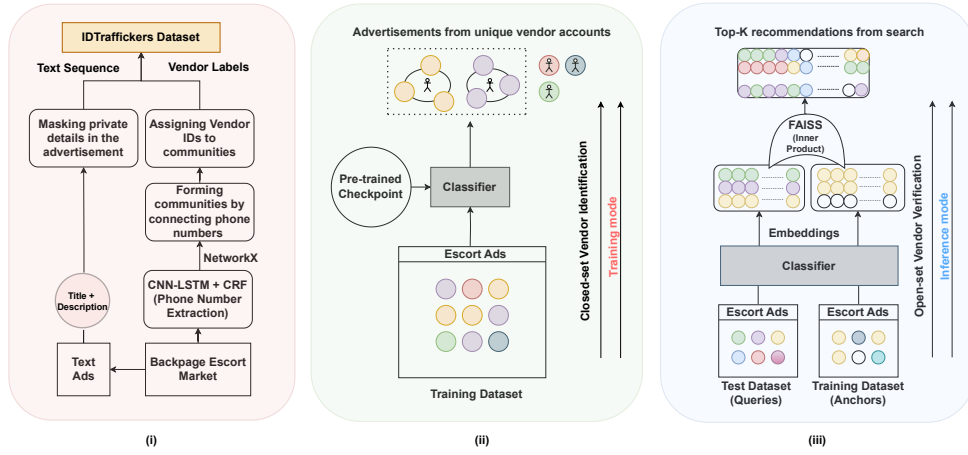 IDTraffickers Dataset
Text Sequence
Vendor Labels
Masking private
details in the
advertisement
Assigning Vendor
IDs to
communities
Forming
communities by
connecting phone
numbers
NetworkX
CNN-LSTM + CRF
(Phone Number
Extraction)
Title +
Description
Text
Ads
Backpage Escort
Market
(i)
Advertisements from unique vendor accounts
Pre-trained
Checkpoint
Classifier
Escort Ads
Training Dataset
Closed-set Vendor Identification
Training mode
(ii)
Top-K recommendations from search
FAISS
(Inner
Product)
Embeddings
Classifier
Escort Ads
Escort Ads
Test Dataset
(Queries)
Training Dataset
(Anchors)
Open-set Vendor Verification
Inference mode
(iii)